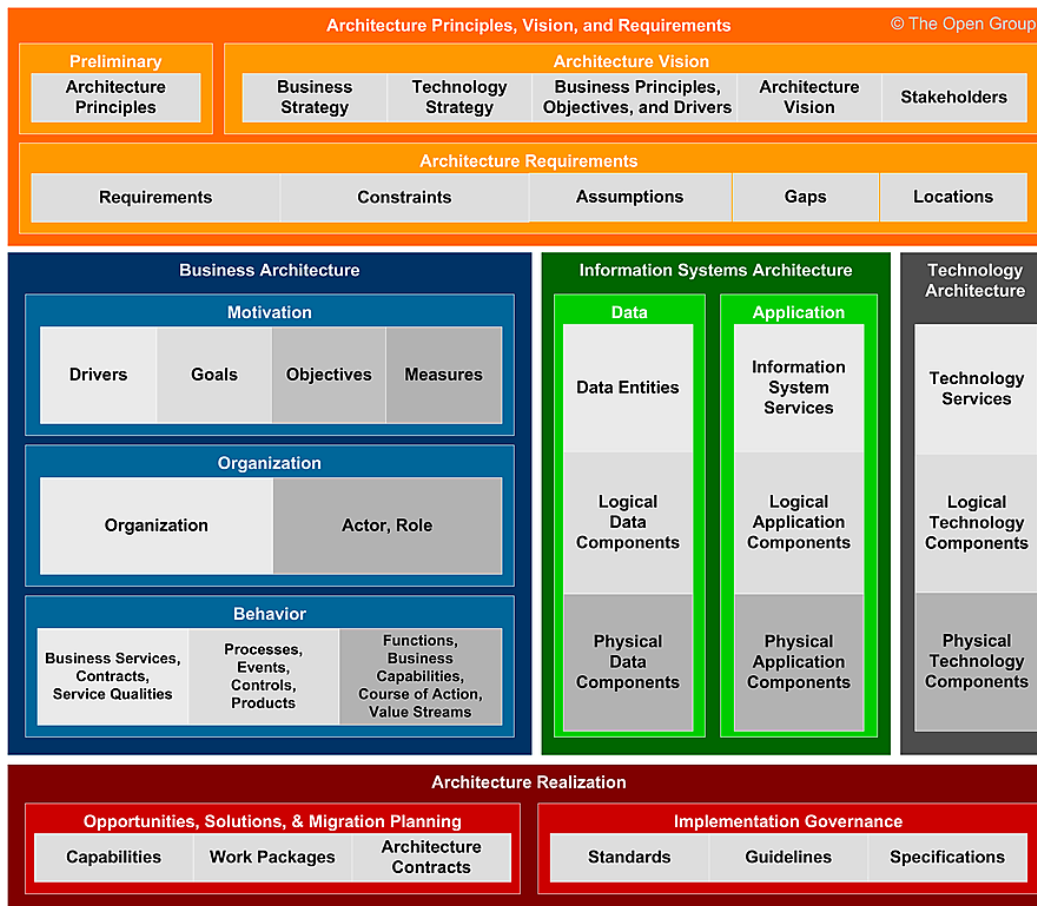 Architecture Principles, Vision, and Requirements
© The Open Group
Preliminary
Architecture
Principles
Architecture Vision
Business
Strategy
Technology
Strategy
Business Principles,
Objectives, and Drivers
Architecture
Vision
Stakeholders
Architecture Requirements
Requirements
Constraints
Assumptions
Gaps
Locations
Business Architecture
Motivation
Drivers
Goals
Objectives
Measures
Organization
Organization
Actor, Role
Behavior
Business Services,
Contracts,
Service Qualities
Processes,
Events,
Controls,
Products
Functions,
Business
Capabilities,
Course of Action,
Value Streams
Information Systems Architecture
Data
Data Entities
Logical
Data
Components
Physical
Data
Components
Application
Information
System
Services
Logical
Application
Components
Physical
Application
Components
Technology
Architecture
Technology
Services
Logical
Technology
Components
Physical
Technology
Components
Architecture Realization
Opportunities, Solutions, & Migration Planning
Capabilities
Work Packages
Architecture
Contracts
Implementation Governance
Standards
Guidelines
Specifications